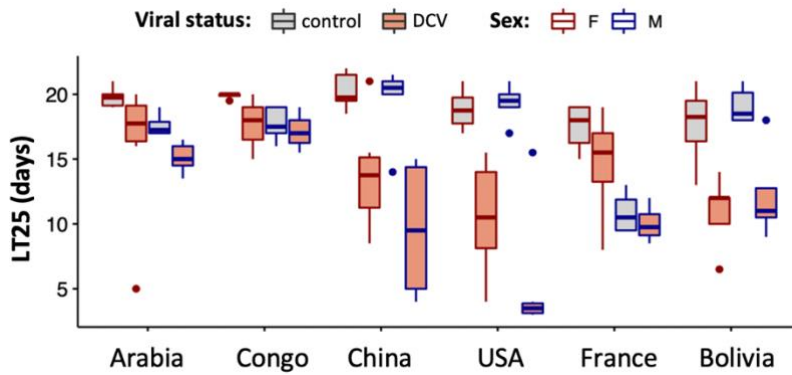 Viral status: control DCV Sex: F M
LT25 (days)
20
15
10
5
Arabia Congo China USA France Bolivia